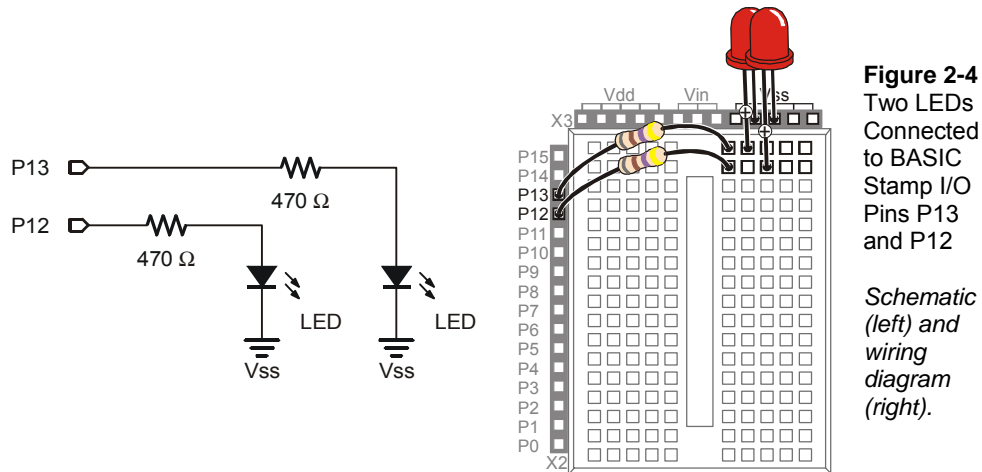 P13
470 Ω
P12
470 Ω
LED
LED
Vss
Vss
Vdd
Vin
Vss
X3
P15
P14
P13
P12
P11
P10
P9
P8
P7
P6
P5
P4
P3
P2
P1
P0
X2
+
+
Figure 2-4
Two LEDs
Connected
to BASIC
Stamp I/O
Pins P13
and P12
Schematic
(left) and
wiring
diagram
(right).